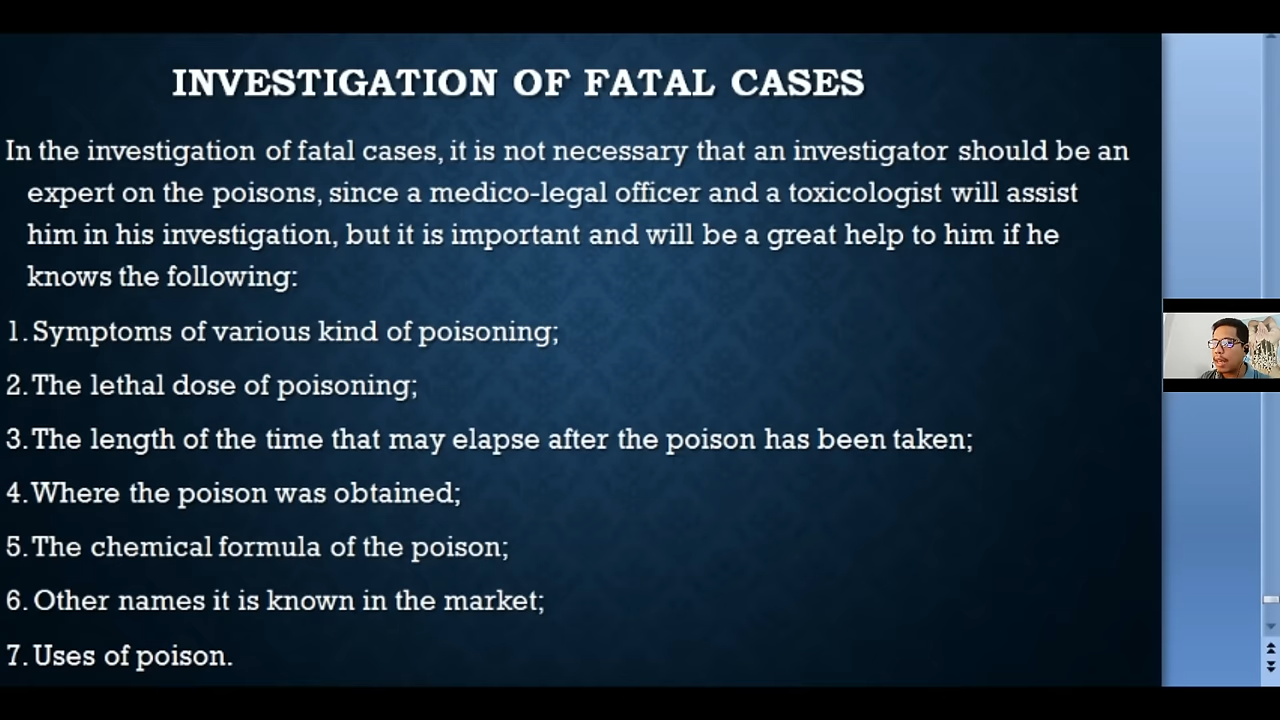 INVESTIGATION OF FATAL CASES
In the investigation of fatal cases, it is not necessary that an investigator should be an
expert on the poisons, since a medico-legal officer and a toxicologist will assist
him in his investigation, but it is important and will be a great help to him if he
knows the following:
1. Symptoms of various kind of poisoning;
2. The lethal dose of poisoning;
3. The length of the time that may elapse after the poison has been taken;
4. Where the poison was obtained;
5. The chemical formula of the poison;
6. Other names it is known in the market;
7. Uses of poison.